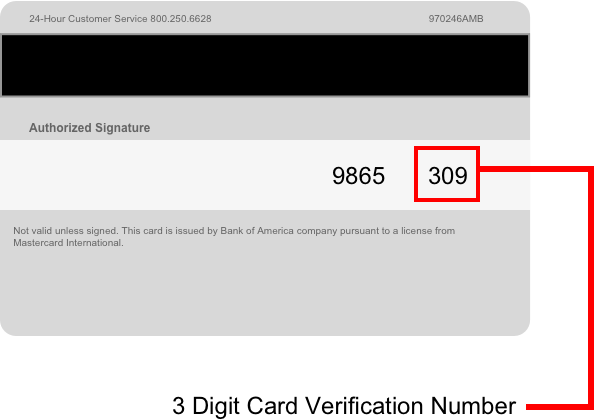 24-Hour Customer Service 800.250.6628 970246AMB
Authorized Signature
9865 309
Not valid unless signed. This card is issued by Bank of America company pursuant to a license from
Mastercard International.
3 Digit Card Verification Number